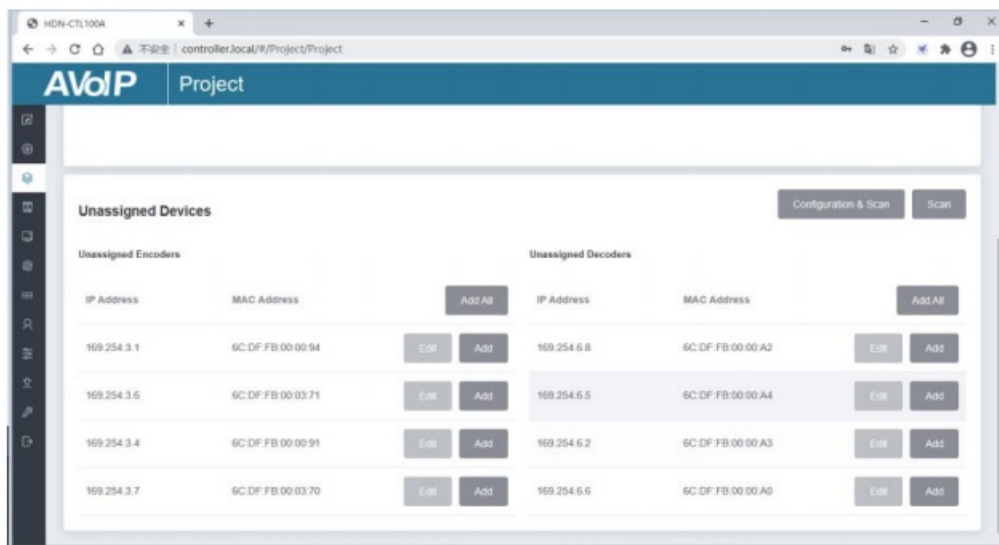 HDN-CTL100A
不安全 controller.local/#/Project/Project
AVoIP Project
Unassigned Devices Configuration & Scan Scan
Unassigned Encoders Unassigned Decoders
IP Address MAC Address Add All IP Address MAC Address Add All
169.254.3.1 6C:DF:FB:00:00:94 Edit Add 169.254.6.8 6C:DF:FB:00:00:A2 Edit Add
169.254.3.6 6C:DF:FB:00:03:71 Edit Add 169.254.6.5 6C:DF:FB:00:00:A4 Edit Add
169.254.3.4 6C:DF:FB:00:00:91 Edit Add 169.254.6.2 6C:DF:FB:00:00:A3 Edit Add
169.254.3.7 6C:DF:FB:00:03:70 Edit Add 169.254.6.6 6C:DF:FB:00:00:A0 Edit Add